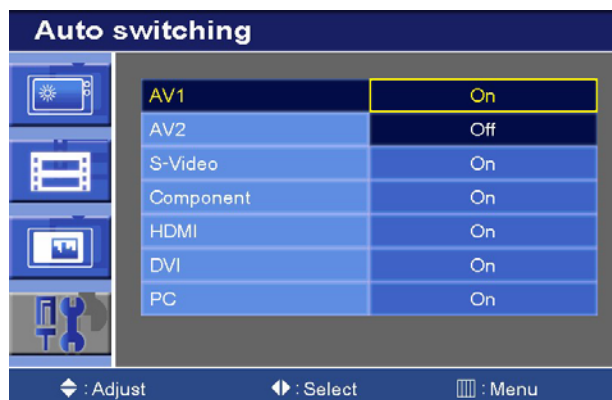 Auto switching
AV1 On
AV2 Off
S-Video On
Component On
HDMI On
DVI On
PC On
: Adjust : Select : Menu